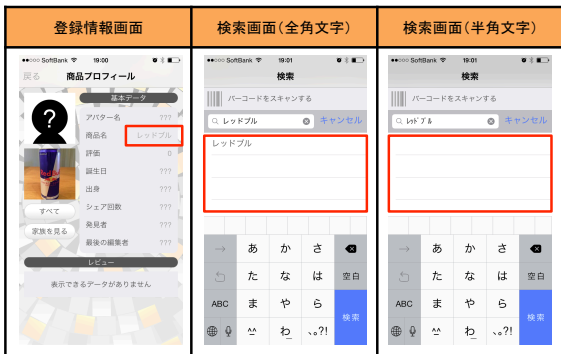 登録情報画面
検索画面(全角文字)
検索画面(半角文字)
SoftBank 19:00
戻る 商品プロフィール
基本データ
アバター名 ???
商品名 レッドブル
評価 0
誕生日 ???
出身 ???
シェア回数 ???
発見者 ???
最後の編集者 ???
?
Red Bull
すべて
家族を見る
レビュー
表示できるデータがありません
SoftBank 19:01
検索
バーコードをスキャンする
レッドブル キャンセル
レッドブル
→ あ か さ
た な は 空白
ABC ま や ら
検索
^^ わ_ 、。?!
SoftBank 19:01
検索
バーコードをスキャンする
レッドブル キャンセル
→ あ か さ
た な は 空白
ABC ま や ら
検索
^^ わ_ 、。?!